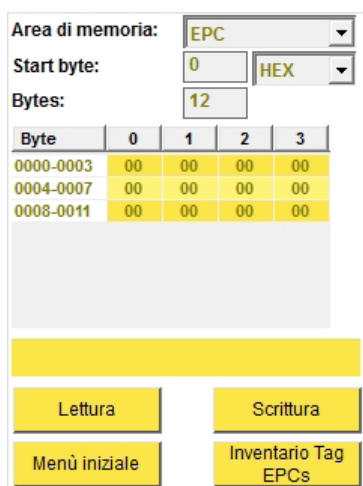 Area di memoria: EPC
Start byte: 0 HEX
Bytes: 12
Byte 0 1 2 3
0000-0003 00 00 00 00
0004-0007 00 00 00 00
0008-0011 00 00 00 00
Lettura Scrittura
Menù iniziale Inventario Tag
EPCs